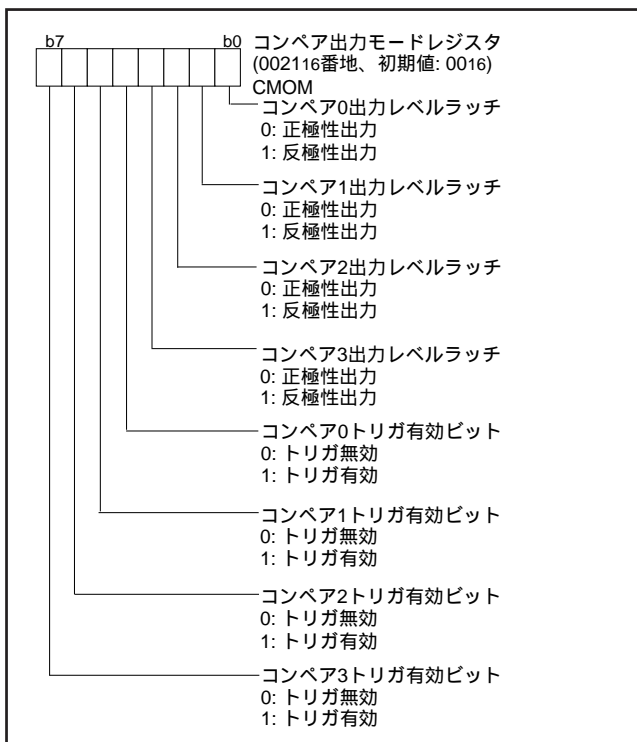 b7 b0 コンペア出力モードレジスタ
(002116番地、初期値: 0016)
CMOM
コンペア0出力レベルラッチ
0: 正極性出力
1: 反極性出力
コンペア1出力レベルラッチ
0: 正極性出力
1: 反極性出力
コンペア2出力レベルラッチ
0: 正極性出力
1: 反極性出力
コンペア3出力レベルラッチ
0: 正極性出力
1: 反極性出力
コンペア0トリガ有効ビット
0: トリガ無効
1: トリガ有効
コンペア1トリガ有効ビット
0: トリガ無効
1: トリガ有効
コンペア2トリガ有効ビット
0: トリガ無効
1: トリガ有効
コンペア3トリガ有効ビット
0: トリガ無効
1: トリガ有効